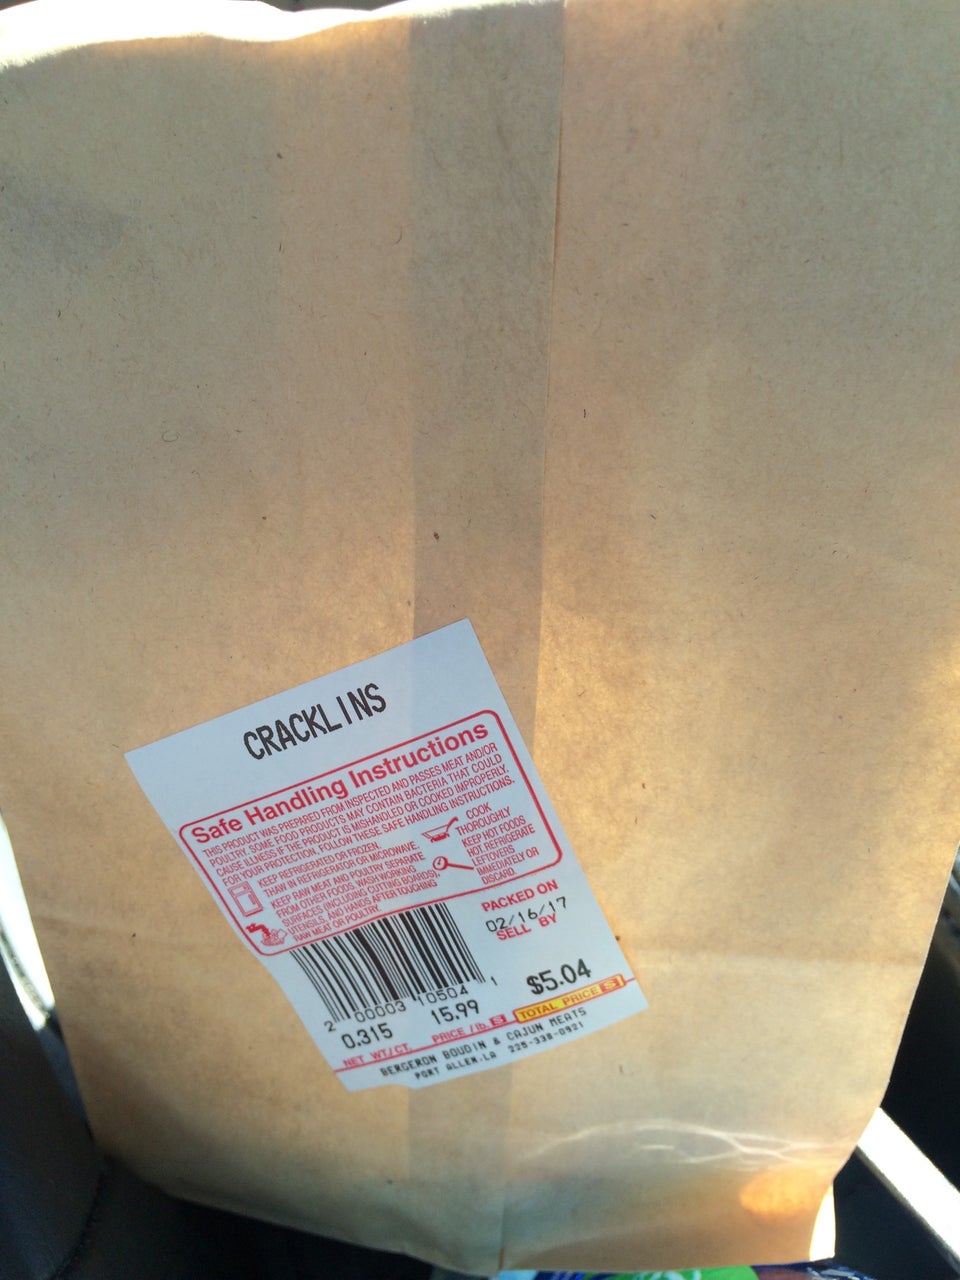 CRACKLINS
Safe Handling Instructions
THIS PRODUCT WAS PREPARED FROM INSPECTED AND PASSES MEAT AND/OR
POULTRY. SOME FOOD PRODUCTS MAY CONTAIN BACTERIA THAT COULD
CAUSE ILLNESS IF THE PRODUCT IS MISHANDLED OR COOKED IMPROPERLY.
FOR YOUR PROTECTION, FOLLOW THESE SAFE HANDLING INSTRUCTIONS.
KEEP REFRIGERATED OR FROZEN.
THAW IN REFRIGERATOR OR MICROWAVE.
KEEP RAW MEAT AND POULTRY SEPARATE
FROM OTHER FOODS. WASH WORKING
SURFACES (INCLUDING CUTTING BOARDS),
UTENSILS, AND HANDS AFTER TOUCHING
RAW MEAT OR POULTRY.
COOK
THOROUGHLY
KEEP HOT FOODS
HOT. REFRIGERATE
LEFTOVERS
IMMEDIATELY OR
DISCARD.
PACKED ON
02/16/17
SELL BY
2 00003 10504 1
0.315 15.99 $5.04
NET WT/CT. PRICE/lb. TOTAL PRICE
BERGERON BOUDIN & CAJUN MEATS
PORT ALLEN, LA 225-338-0921